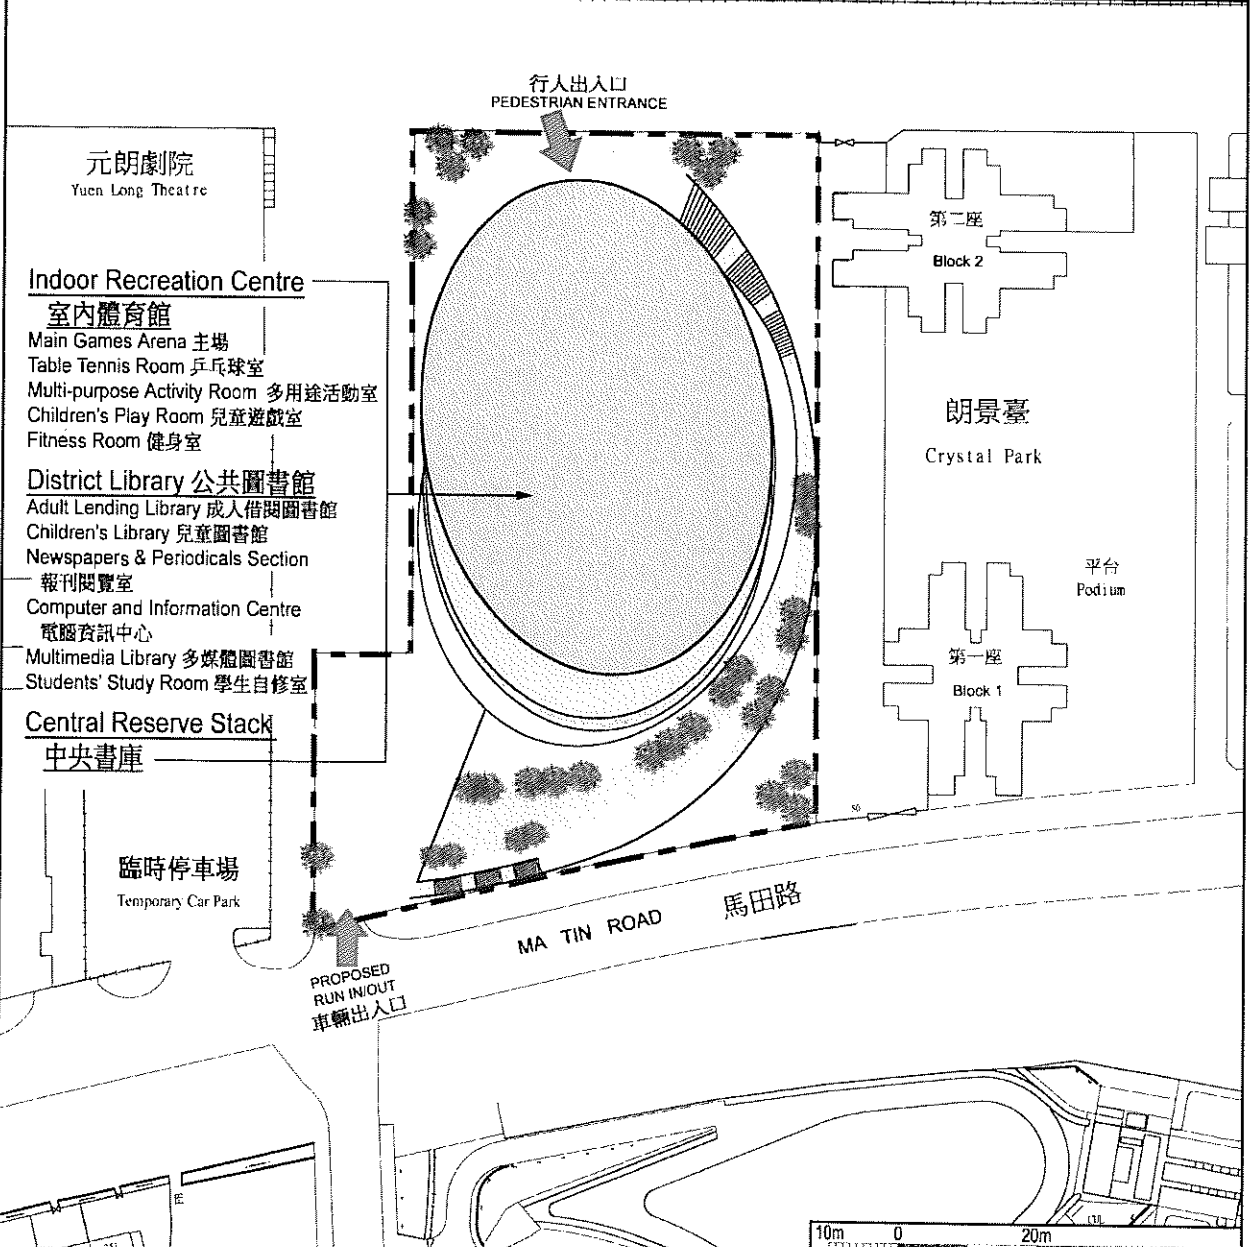 行人出入口
PEDESTRIAN ENTRANCE
元朗劇院
Yuen Long Theatre
Indoor Recreation Centre
室內體育館
Main Games Arena 主場
Table Tennis Room 乒乓球室
Multi-purpose Activity Room 多用途活動室
Children's Play Room 兒童遊戲室
Fitness Room 健身室
District Library 公共圖書館
Adult Lending Library 成人借閱圖書館
Children's Library 兒童圖書館
Newspapers & Periodicals Section
報刊閱覽室
Computer and Information Centre
電腦資訊中心
Multimedia Library 多媒體圖書館
Students' Study Room 學生自修室
Central Reserve Stack
中央書庫
臨時停車場
Temporary Car Park
第二座
Block 2
朗景臺
Crystal Park
平台
Podium
第一座
Block 1
MA TIN ROAD 馬田路
PROPOSED
RUN IN/OUT
車輛出入口
10m 0 20m